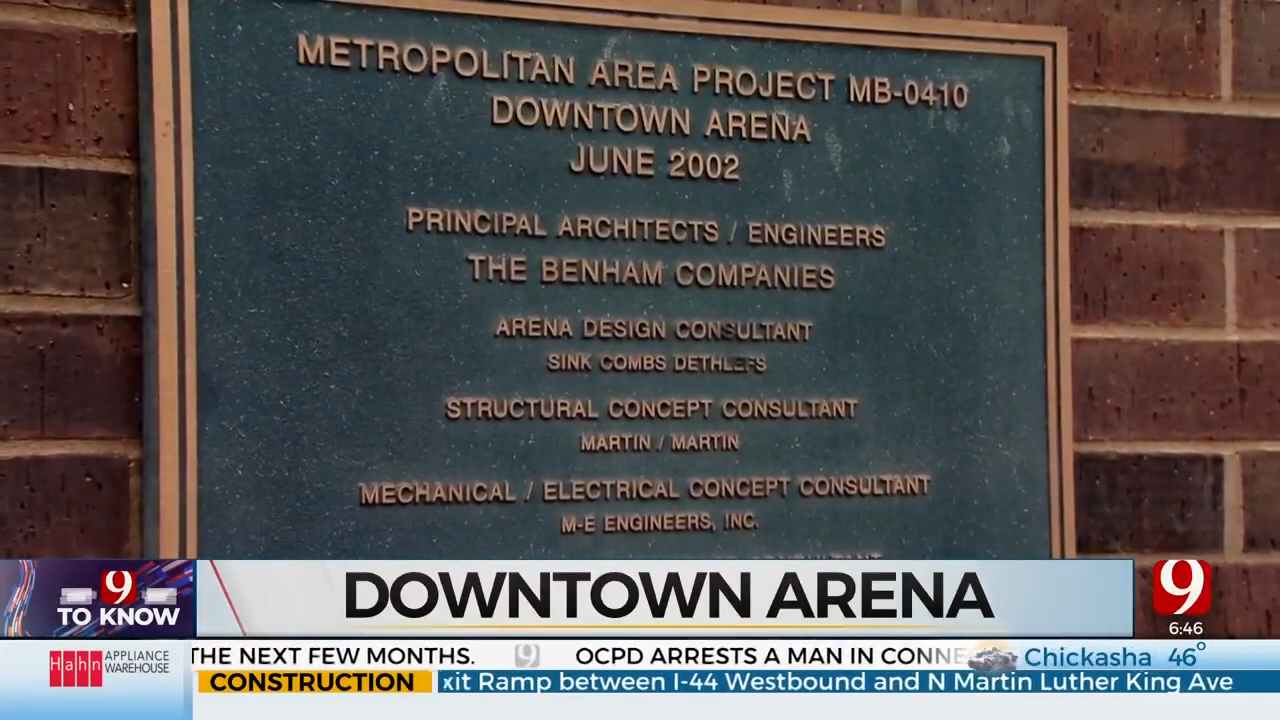 METROPOLITAN AREA PROJECT MB-0410
DOWNTOWN ARENA
JUNE 2002
PRINCIPAL ARCHITECTS / ENGINEERS
THE BENHAM COMPANIES
ARENA DESIGN CONSULTANT
SINK COMBS DETHLEFS
STRUCTURAL CONCEPT CONSULTANT
MARTIN / MARTIN
MECHANICAL / ELECTRICAL CONCEPT CONSULTANT
M-E ENGINEERS, INC.
9
TO KNOW
DOWNTOWN ARENA
9
6:46
Hahn APPLIANCE
WAREHOUSE
THE NEXT FEW MONTHS. 9 OCPD ARRESTS A MAN IN CONNE
Chickasha 46°
CONSTRUCTION xit Ramp between I-44 Westbound and N Martin Luther King Ave